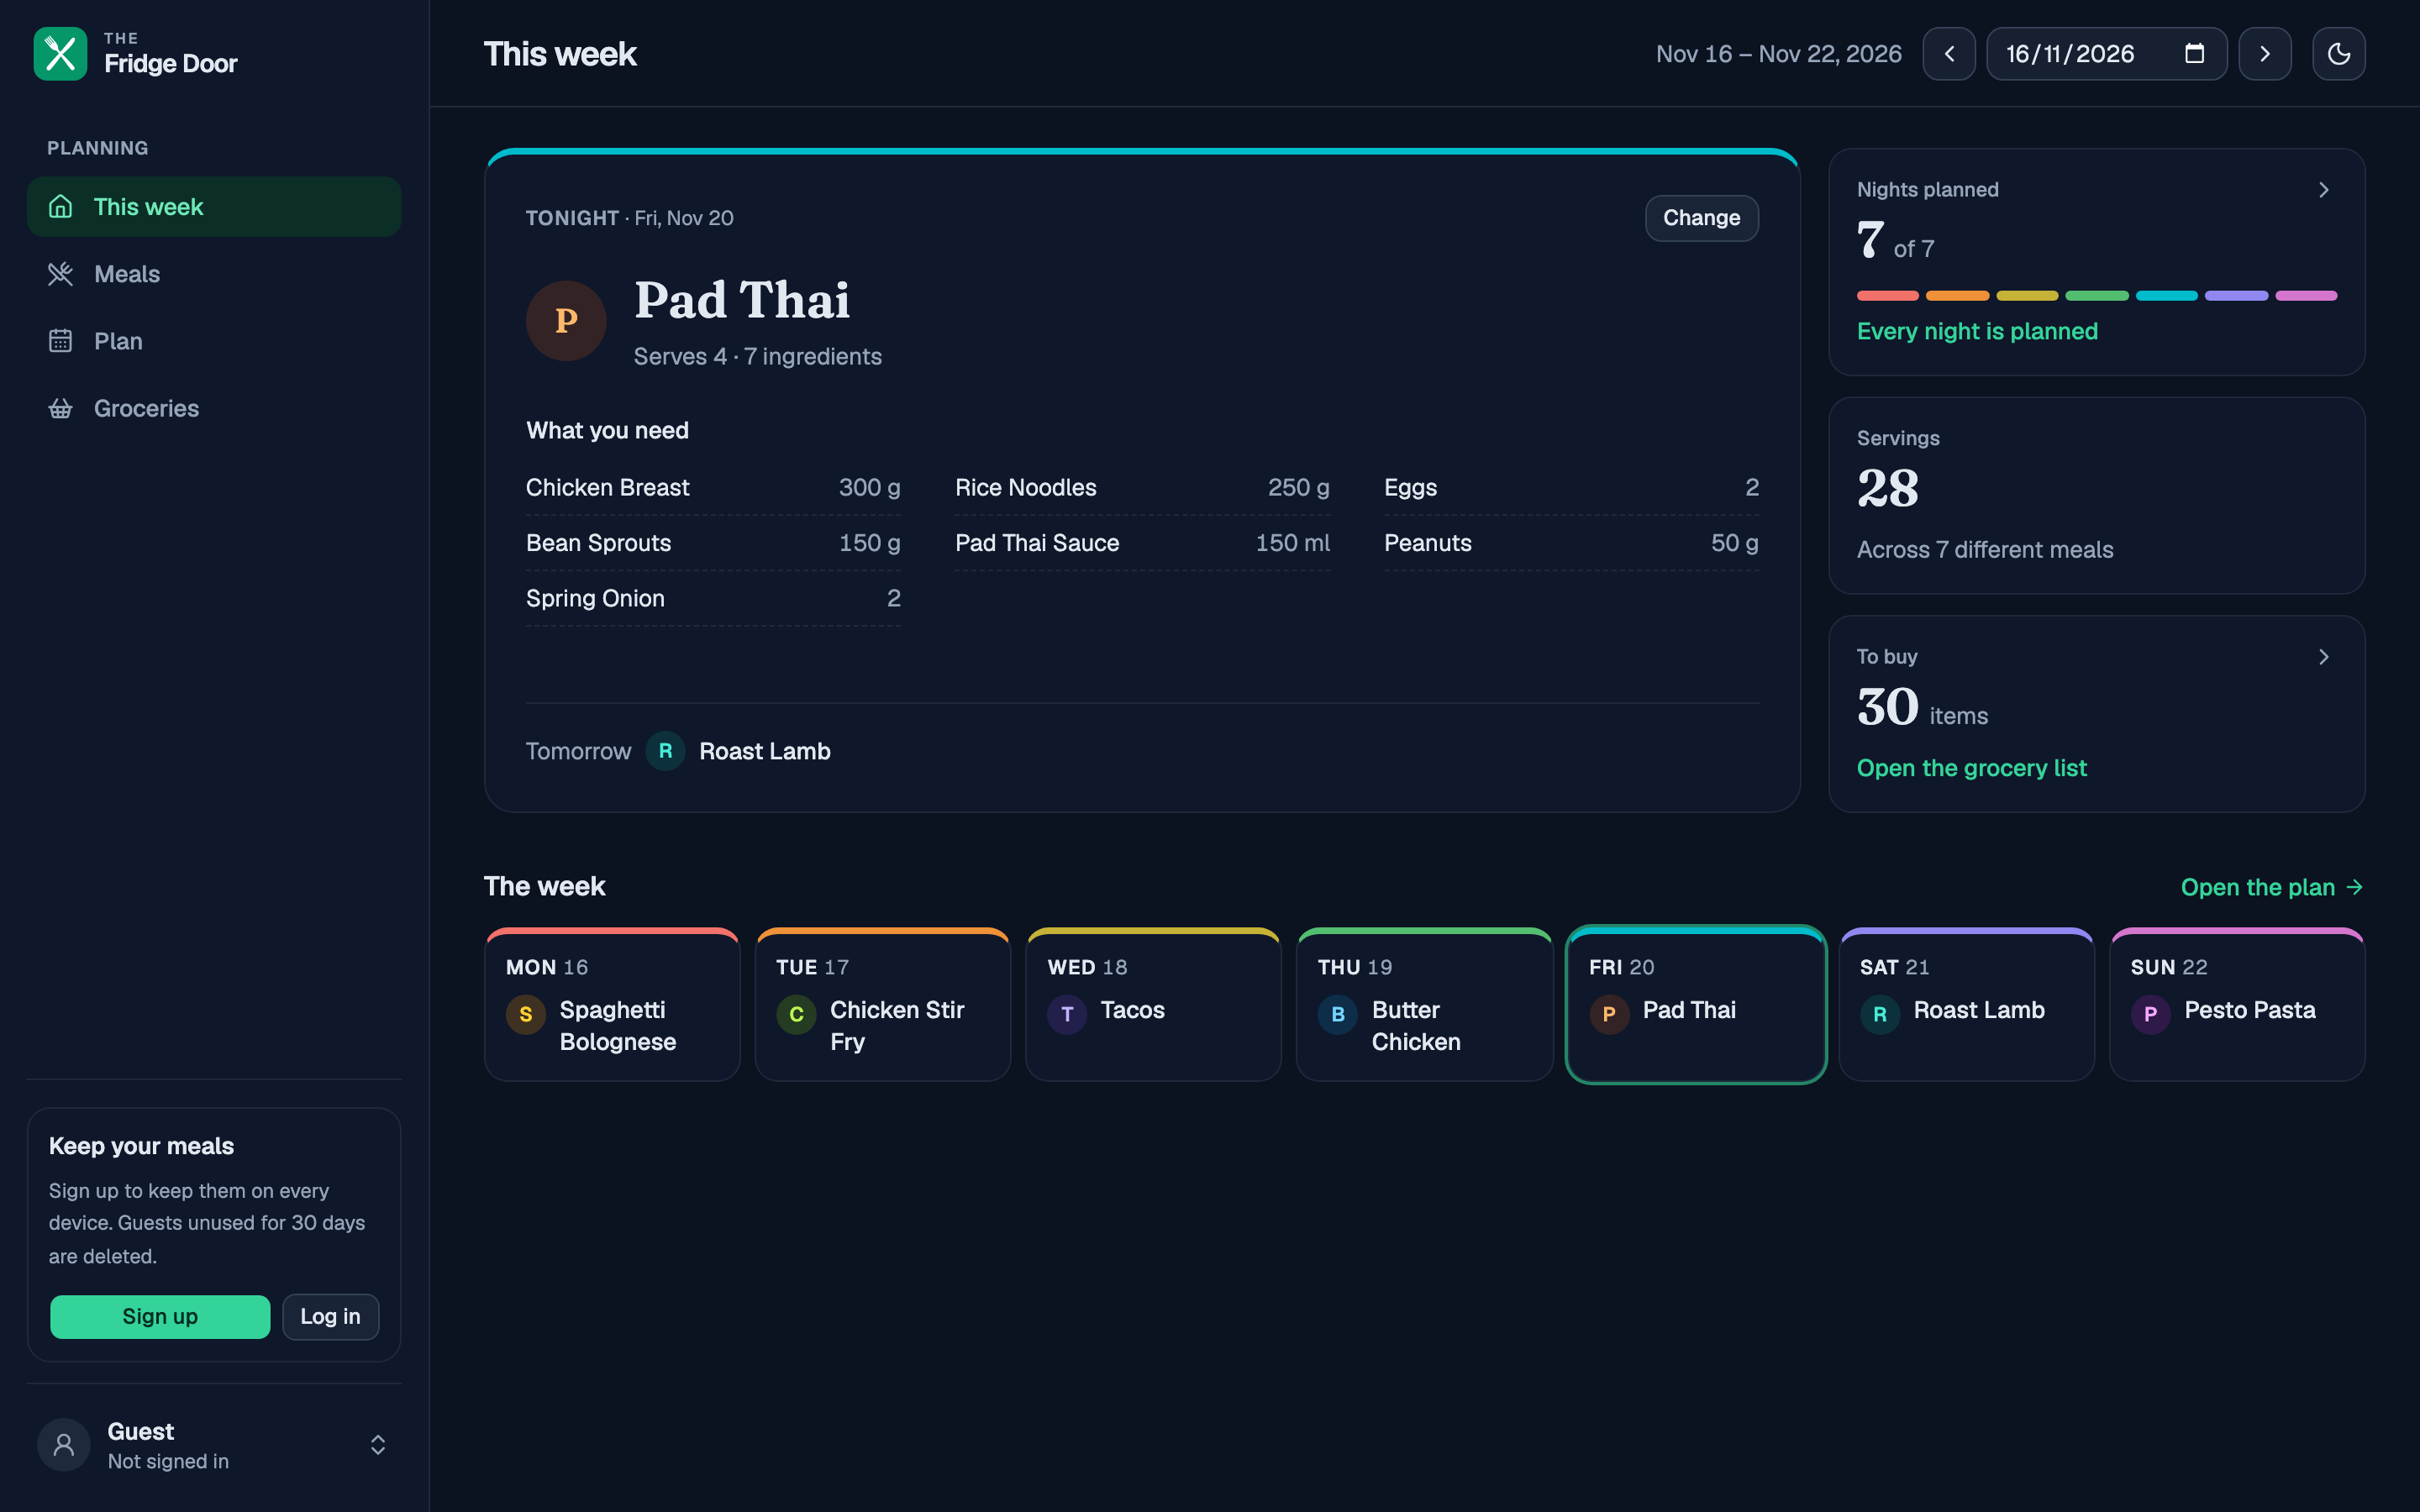 THE
Fridge Door
PLANNING
This week
Meals
Plan
Groceries
Keep your meals
Sign up to keep them on every
device. Guests unused for 30 days
are deleted.
Sign up
Log in
Guest
Not signed in
This week
Nov 16 – Nov 22, 2026
16/11/2026
TONIGHT · Fri, Nov 20
Change
P
Pad Thai
Serves 4 · 7 ingredients
What you need
Chicken Breast 300 g
Rice Noodles 250 g
Eggs 2
Bean Sprouts 150 g
Pad Thai Sauce 150 ml
Peanuts 50 g
Spring Onion 2
Tomorrow R Roast Lamb
Nights planned
7 of 7
Every night is planned
Servings
28
Across 7 different meals
To buy
30 items
Open the grocery list
The week
Open the plan
MON 16
S Spaghetti
Bolognese
TUE 17
C Chicken Stir
Fry
WED 18
T Tacos
THU 19
B Butter
Chicken
FRI 20
P Pad Thai
SAT 21
R Roast Lamb
SUN 22
P Pesto Pasta